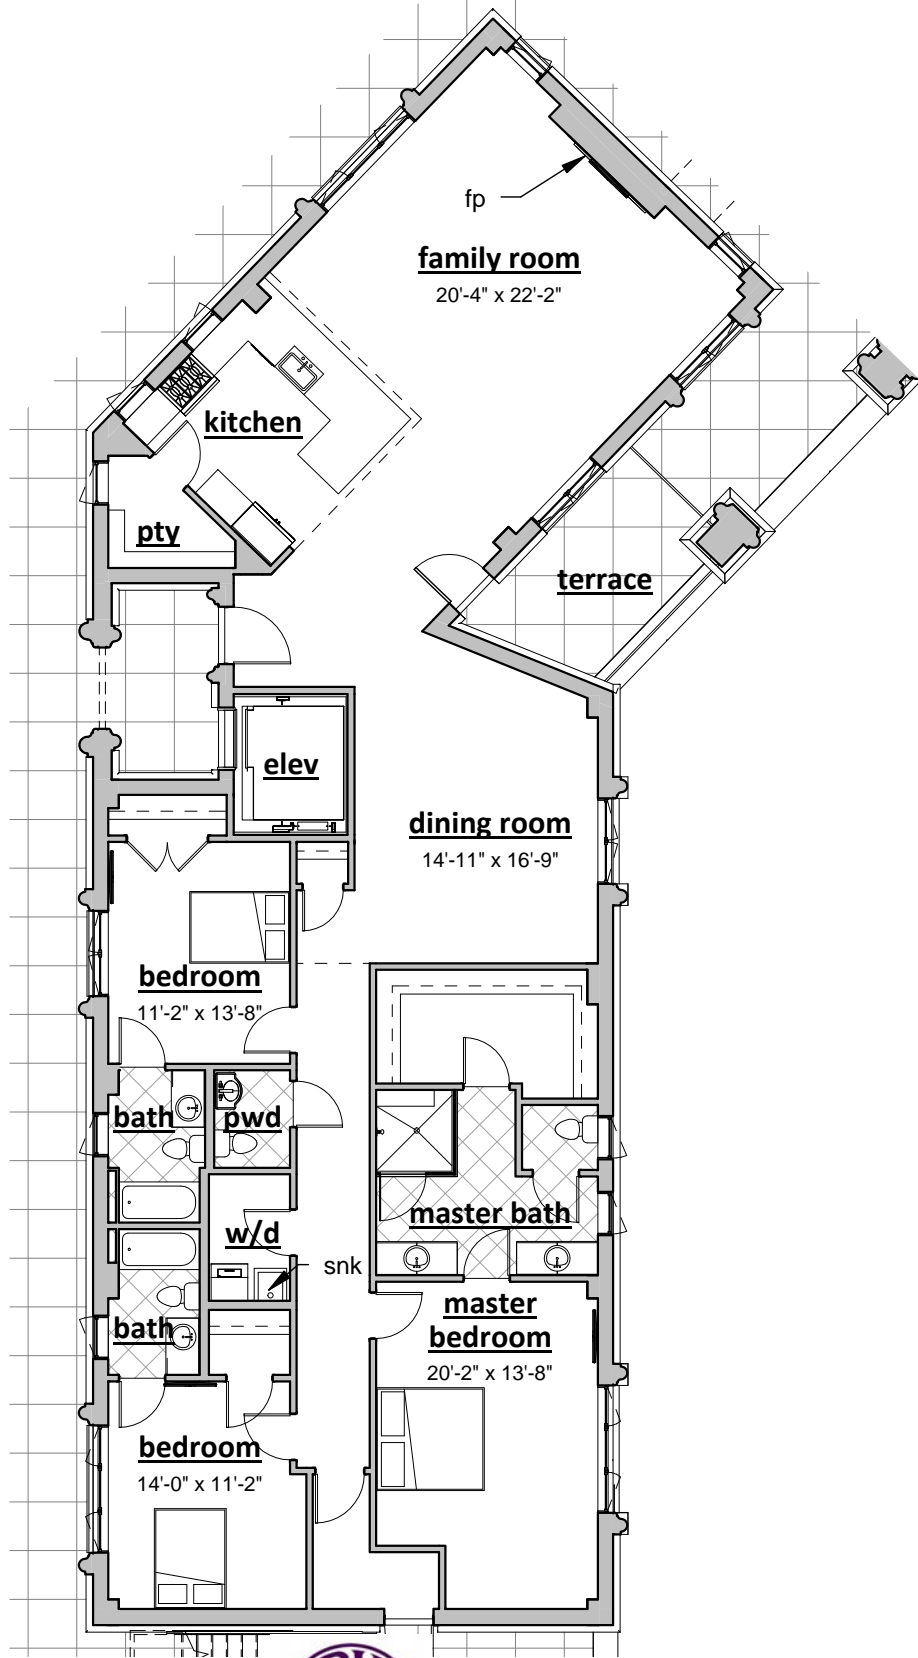 fp
family room
20'-4" x 22'-2"
kitchen
pty
terrace
elev
dining room
14'-11" x 16'-9"
bedroom
11'-2" x 13'-8"
bath
pwd
master bath
w/d
snk
bath
master
bedroom
20'-2" x 13'-8"
bedroom
14'-0" x 11'-2"